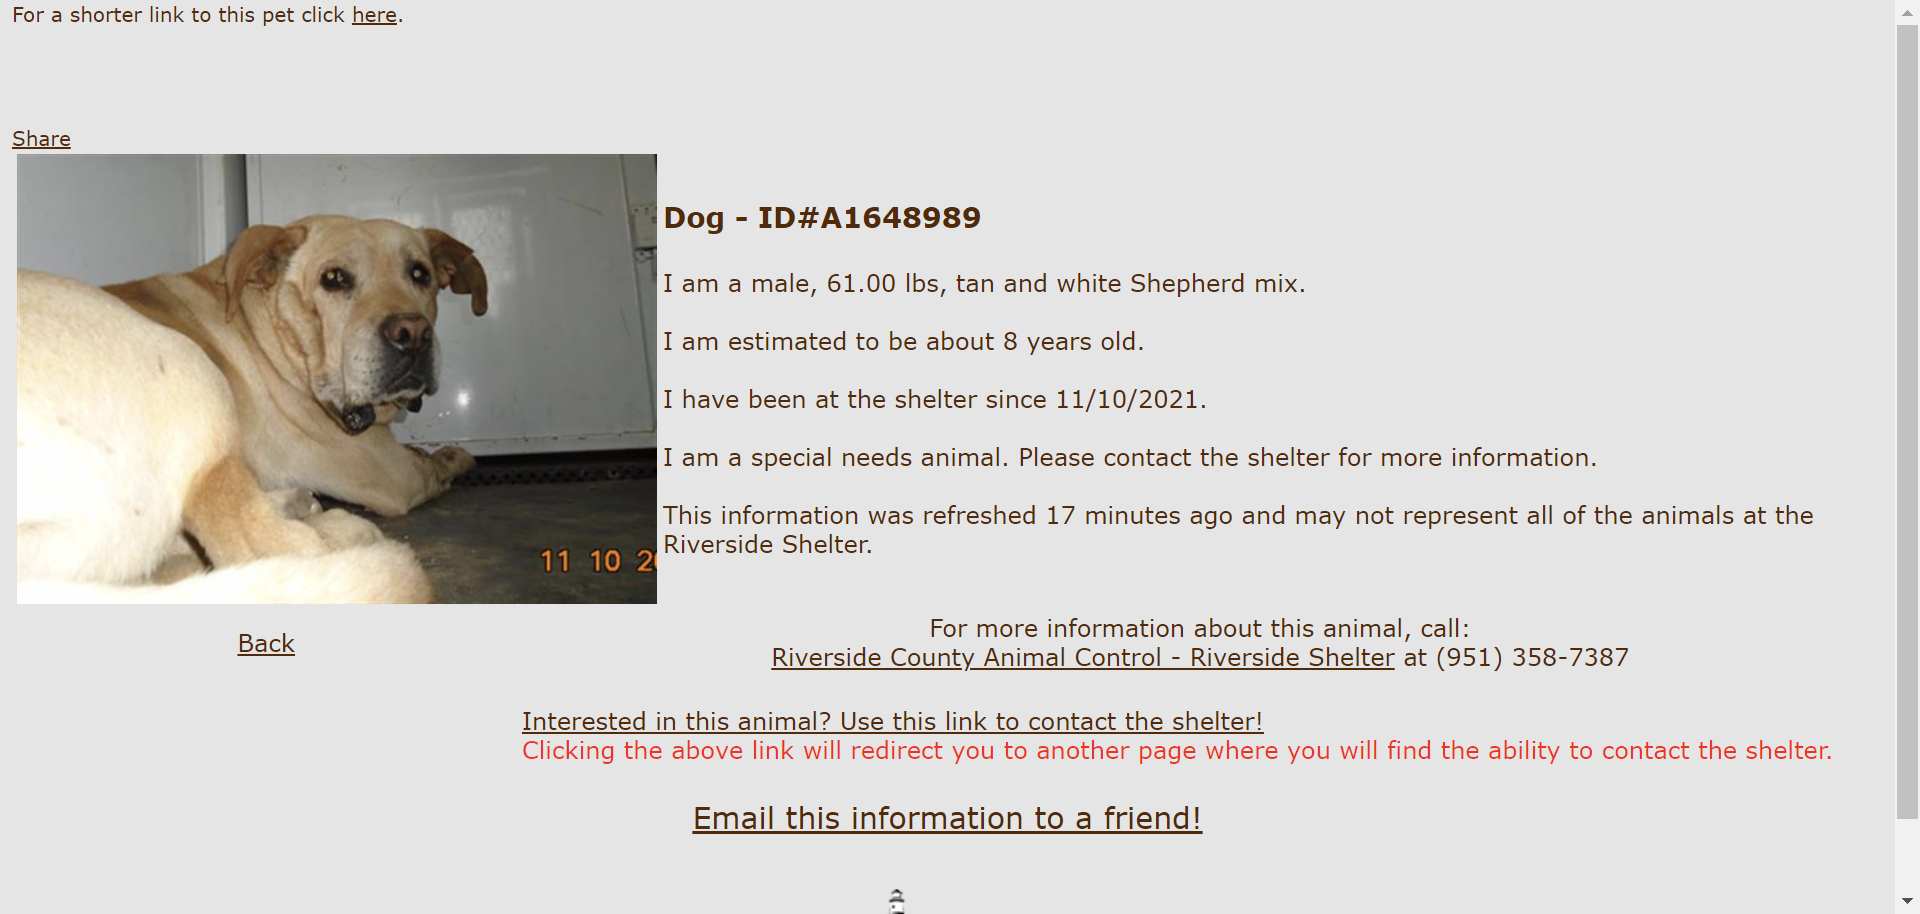 For a shorter link to this pet click here.
Share
Dog - ID#A1648989
I am a male, 61.00 lbs, tan and white Shepherd mix.
I am estimated to be about 8 years old.
I have been at the shelter since 11/10/2021.
I am a special needs animal. Please contact the shelter for more information.
This information was refreshed 17 minutes ago and may not represent all of the animals at the
Riverside Shelter.
11 10 20
Back
For more information about this animal, call:
Riverside County Animal Control - Riverside Shelter at (951) 358-7387
Interested in this animal? Use this link to contact the shelter!
Clicking the above link will redirect you to another page where you will find the ability to contact the shelter.
Email this information to a friend!